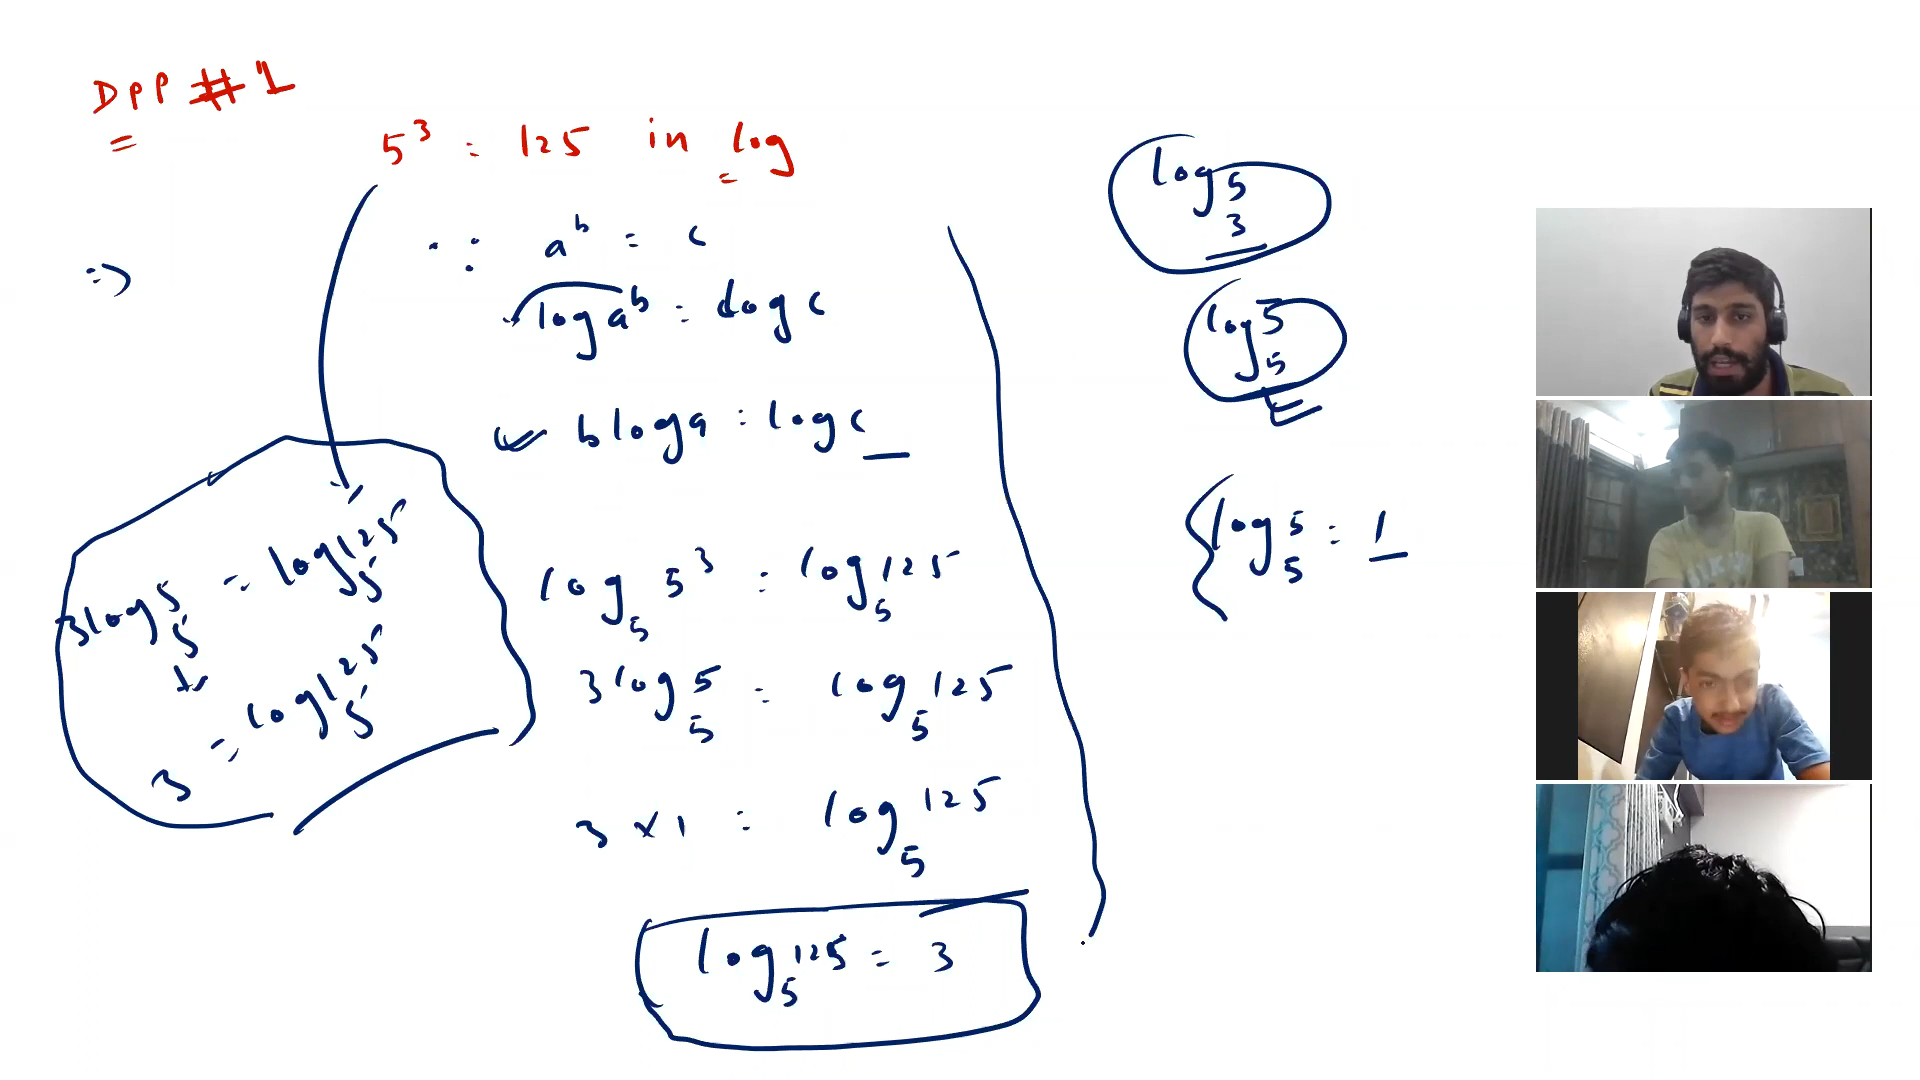 DPP #1
=
5³ = 125 in log
⇒
∵ aᵇ = c
log aᵇ = log c
b log a = log c
log₅ 5³ = log₅ 125
3 log₅ 5 = log₅ 125
3 × 1 = log₅ 125
log₅ 125 = 3
3 log₅ 5 = log₅ 125
3 = log₅ 125
log₃ 5
log₅ 5
log₅ 5 = 1